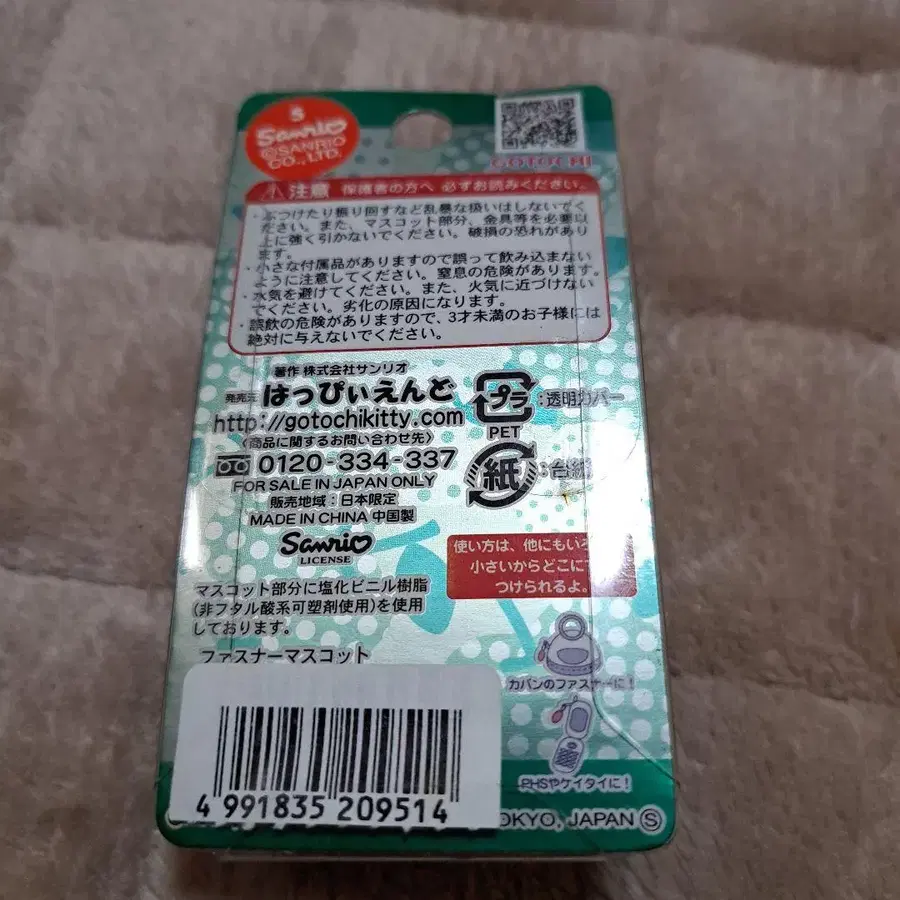 S
Sanrio
©SANRIO
CO., LTD.
GOTOCHI
注意 保護者の方へ 必ずお読みください。
・ぶつけたり振り回すなど乱暴な扱いはしないでく
ださい。また、マスコット部分、金具等を必要以
上に強く引かないでください。破損の恐れがあり
ます。
・小さな付属品がありますので誤って飲み込まない
ように注意してください。窒息の危険があります。
・水気を避けてください。また、火気に近づけない
でください。劣化の原因になります。
・誤飲の危険がありますので、3才未満のお子様には
絶対に与えないでください。
著作 株式会社サンリオ
発売元 はっぴぃえんど
http://gotochikitty.com
〈商品に関するお問い合わせ先〉
0120-334-337
FOR SALE IN JAPAN ONLY
販売地域：日本限定
MADE IN CHINA 中国製
Sanrio
LICENSE
プラ :透明カバー
PET
紙 :台紙
マスコット部分に塩化ビニル樹脂
(非フタル酸系可塑剤使用)を使用
しております。
ファスナーマスコット
使い方は、他にもいろ
小さいからどこに
つけられるよ。
カバンのファスナーに！
PHSやケイタイに！
4 991835 209514
OKYO, JAPAN Ⓢ